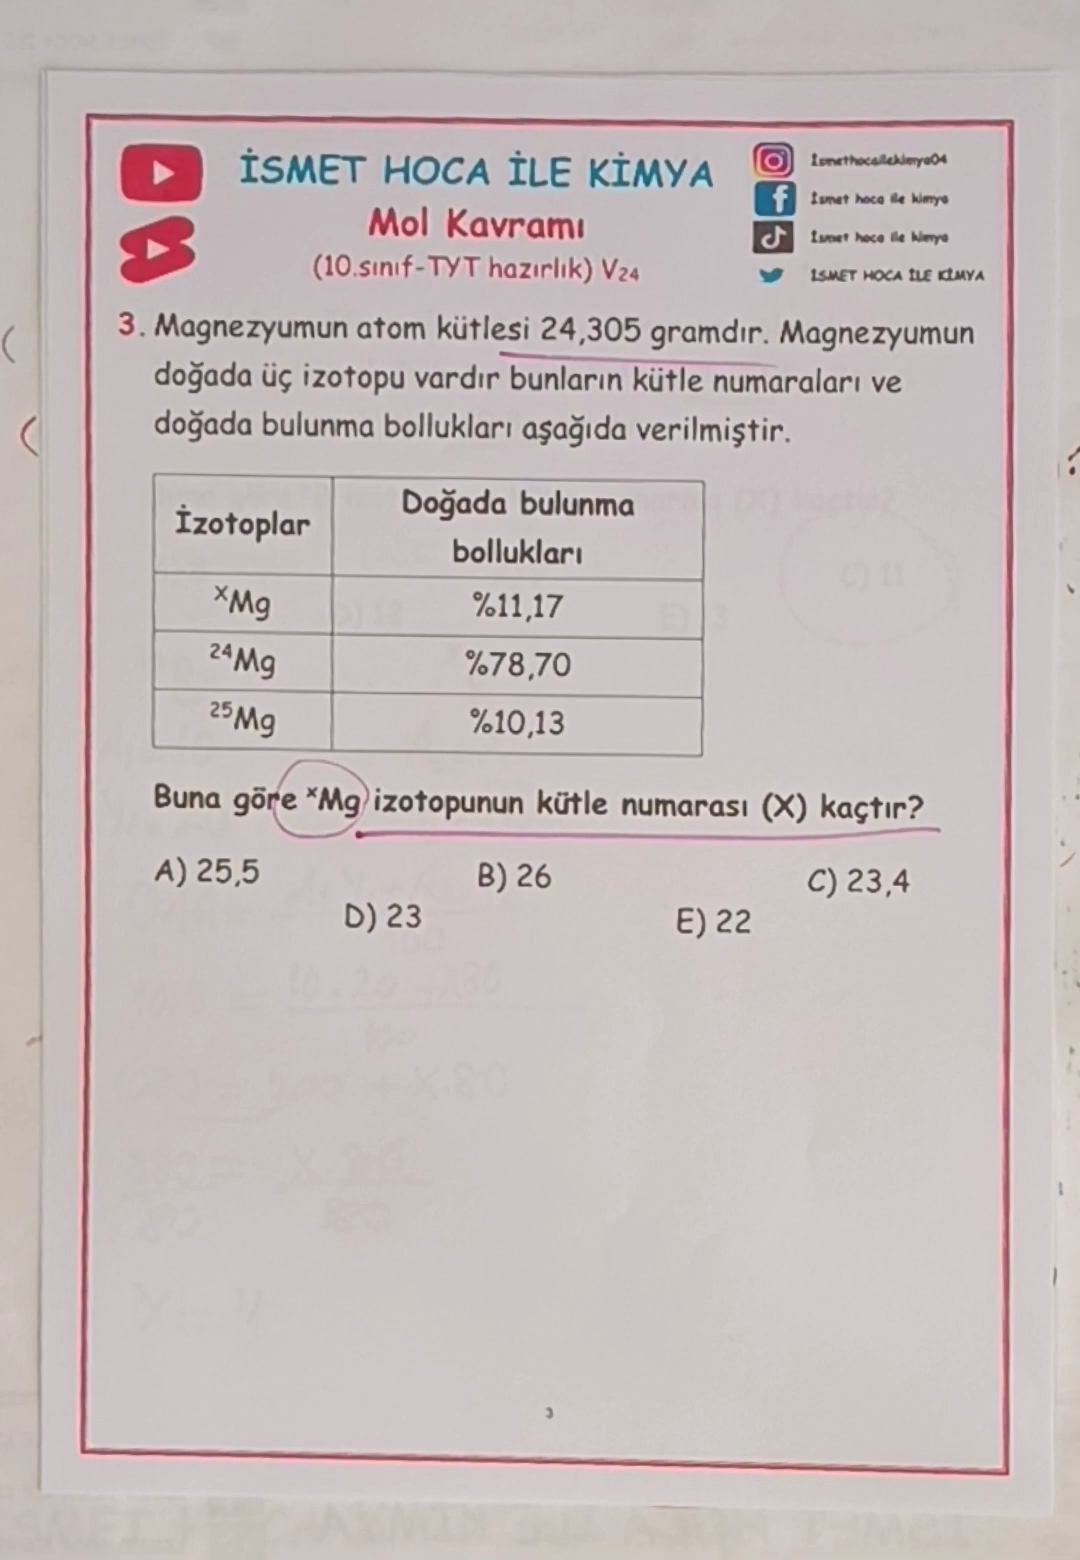 İSMET HOCA İLE KİMYA
Mol Kavramı
(10.sınıf-TYT hazırlık) V24
İsmethocailekimya04
İsmet hoca ile kimya
İsmet hoca ile kimya
İSMET HOCA İLE KİMYA
3. Magnezyumun atom kütlesi 24,305 gramdır. Magnezyumun
doğada üç izotopu vardır bunların kütle numaraları ve
doğada bulunma bollukları aşağıda verilmiştir.
İzotoplar
Doğada bulunma
bollukları
ˣMg %11,17
²⁴Mg %78,70
²⁵Mg %10,13
Buna göre ˣMg izotopunun kütle numarası (X) kaçtır?
A) 25,5 B) 26 C) 23,4
D) 23 E) 22
3